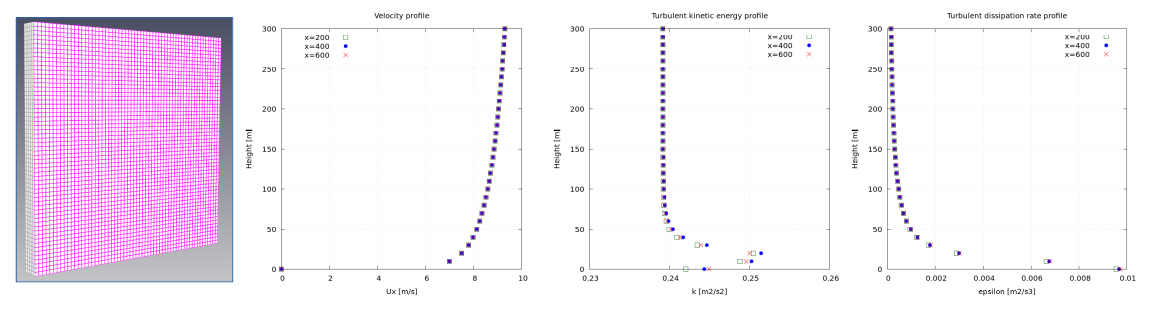 Velocity profile
300
250
200
150
100
50
0
0
2
4
6
8
10
Height [m]
Ux [m/s]
x=200
x=400
x=600
Turbulent kinetic energy profile
300
250
200
150
100
50
0
0.23
0.24
0.25
0.26
Height [m]
k [m2/s2]
x=200
x=400
x=600
Turbulent dissipation rate profile
300
250
200
150
100
50
0
0
0.002
0.004
0.006
0.008
0.01
Height [m]
epsilon [m2/s3]
x=200
x=400
x=600